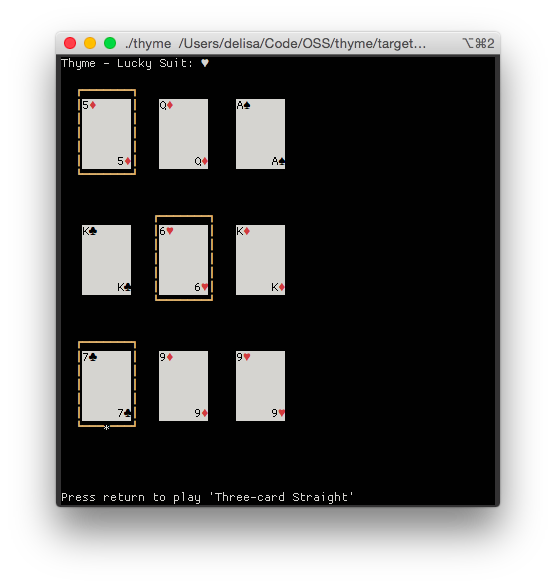 ./thyme /Users/delisa/Code/OSS/thyme/target... ⌥⌘2
Thyme - Lucky Suit: ♥
5♦ Q♦ A♠
5♦ Q♦ A♠
K♣ 6♥ K♦
K♣ 6♥ K♦
7♣ 9♦ 9♥
7♣ 9♦ 9♥
*
Press return to play 'Three-card Straight'